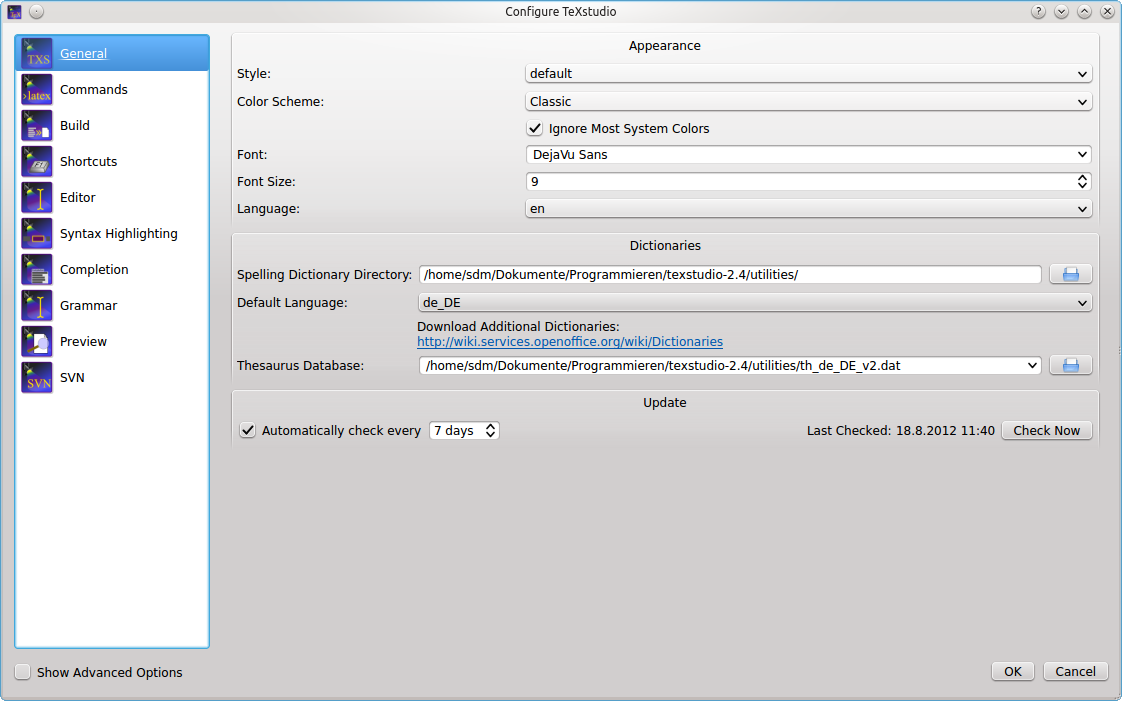 Configure TeXstudio
TXS General
>latex Commands
Build
Shortcuts
Editor
Syntax Highlighting
Completion
Grammar
Preview
SVN SVN
Appearance
Style: default
Color Scheme: Classic
Ignore Most System Colors
Font: DejaVu Sans
Font Size: 9
Language: en
Dictionaries
Spelling Dictionary Directory: /home/sdm/Dokumente/Programmieren/texstudio-2.4/utilities/
Default Language: de_DE
Download Additional Dictionaries:
http://wiki.services.openoffice.org/wiki/Dictionaries
Thesaurus Database: /home/sdm/Dokumente/Programmieren/texstudio-2.4/utilities/th_de_DE_v2.dat
Update
Automatically check every 7 days Last Checked: 18.8.2012 11:40 Check Now
Show Advanced Options OK Cancel